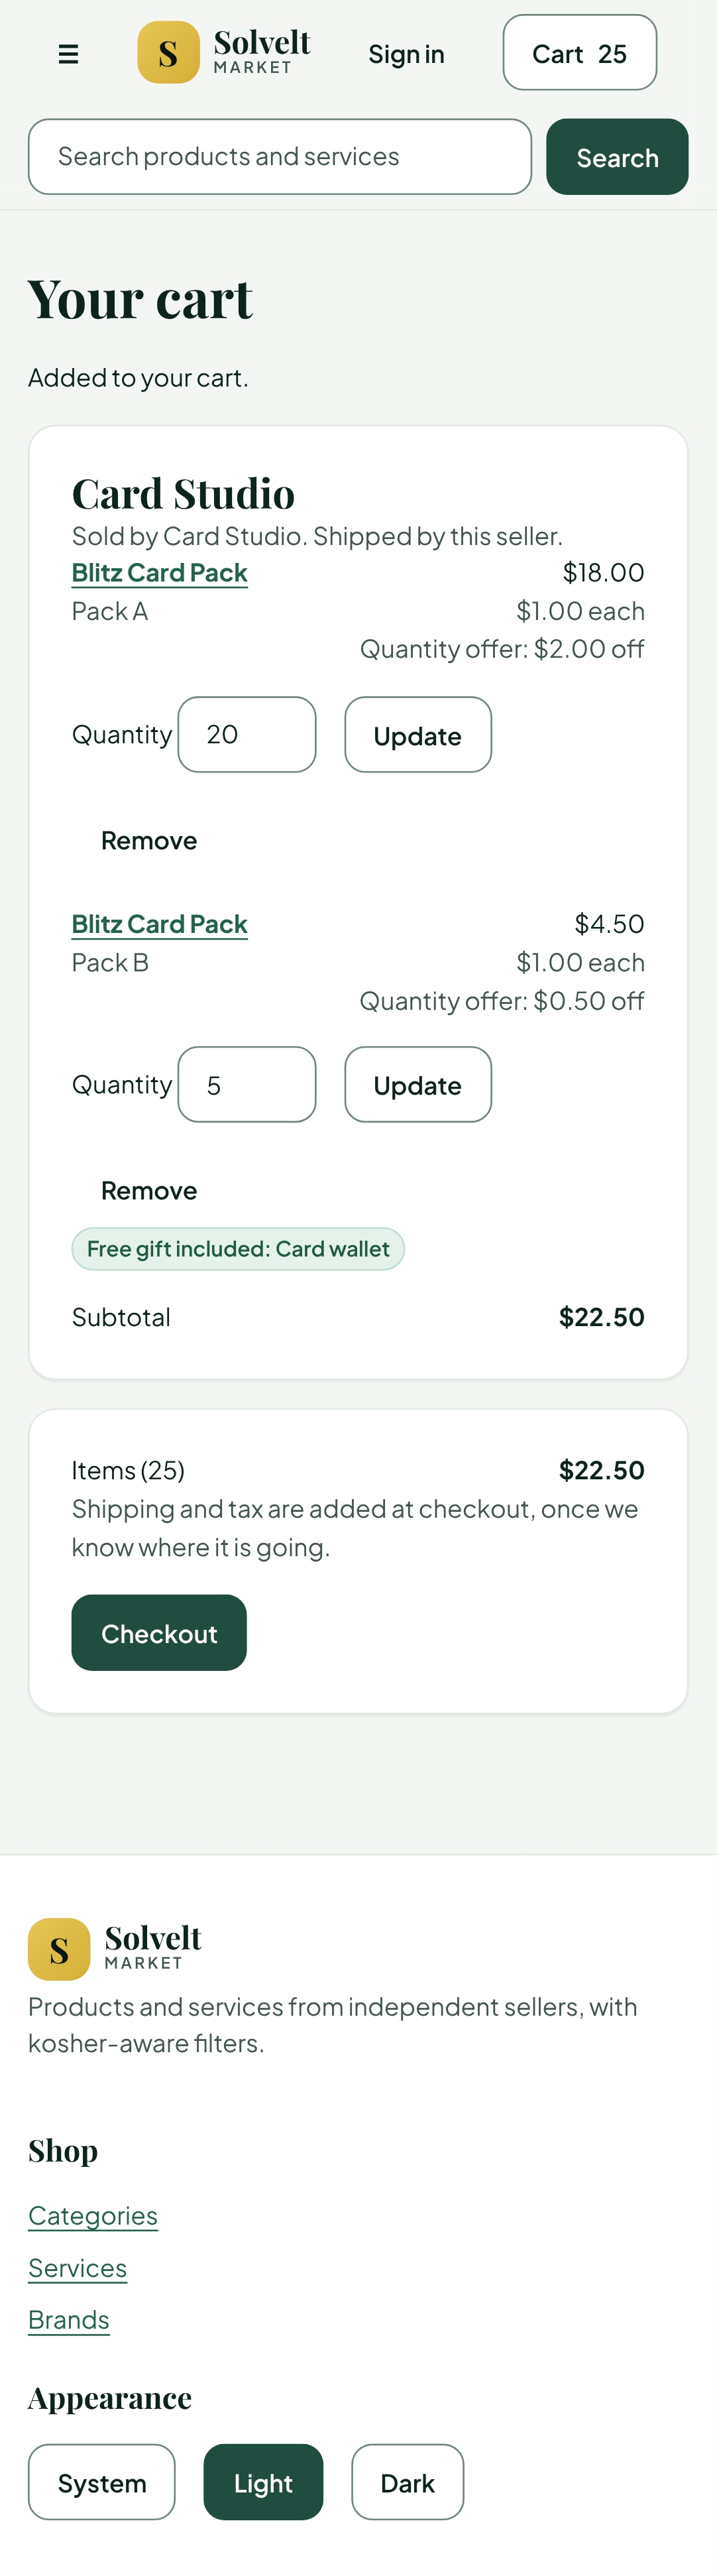 ☰
S
Solvelt
MARKET
Sign in
Cart 25
Search products and services
Search
Your cart
Added to your cart.
Card Studio
Sold by Card Studio. Shipped by this seller.
Blitz Card Pack $18.00
Pack A $1.00 each
Quantity offer: $2.00 off
Quantity 20 Update
Remove
Blitz Card Pack $4.50
Pack B $1.00 each
Quantity offer: $0.50 off
Quantity 5 Update
Remove
Free gift included: Card wallet
Subtotal $22.50
Items (25) $22.50
Shipping and tax are added at checkout, once we
know where it is going.
Checkout
S
Solvelt
MARKET
Products and services from independent sellers, with
kosher-aware filters.
Shop
Categories
Services
Brands
Appearance
System Light Dark